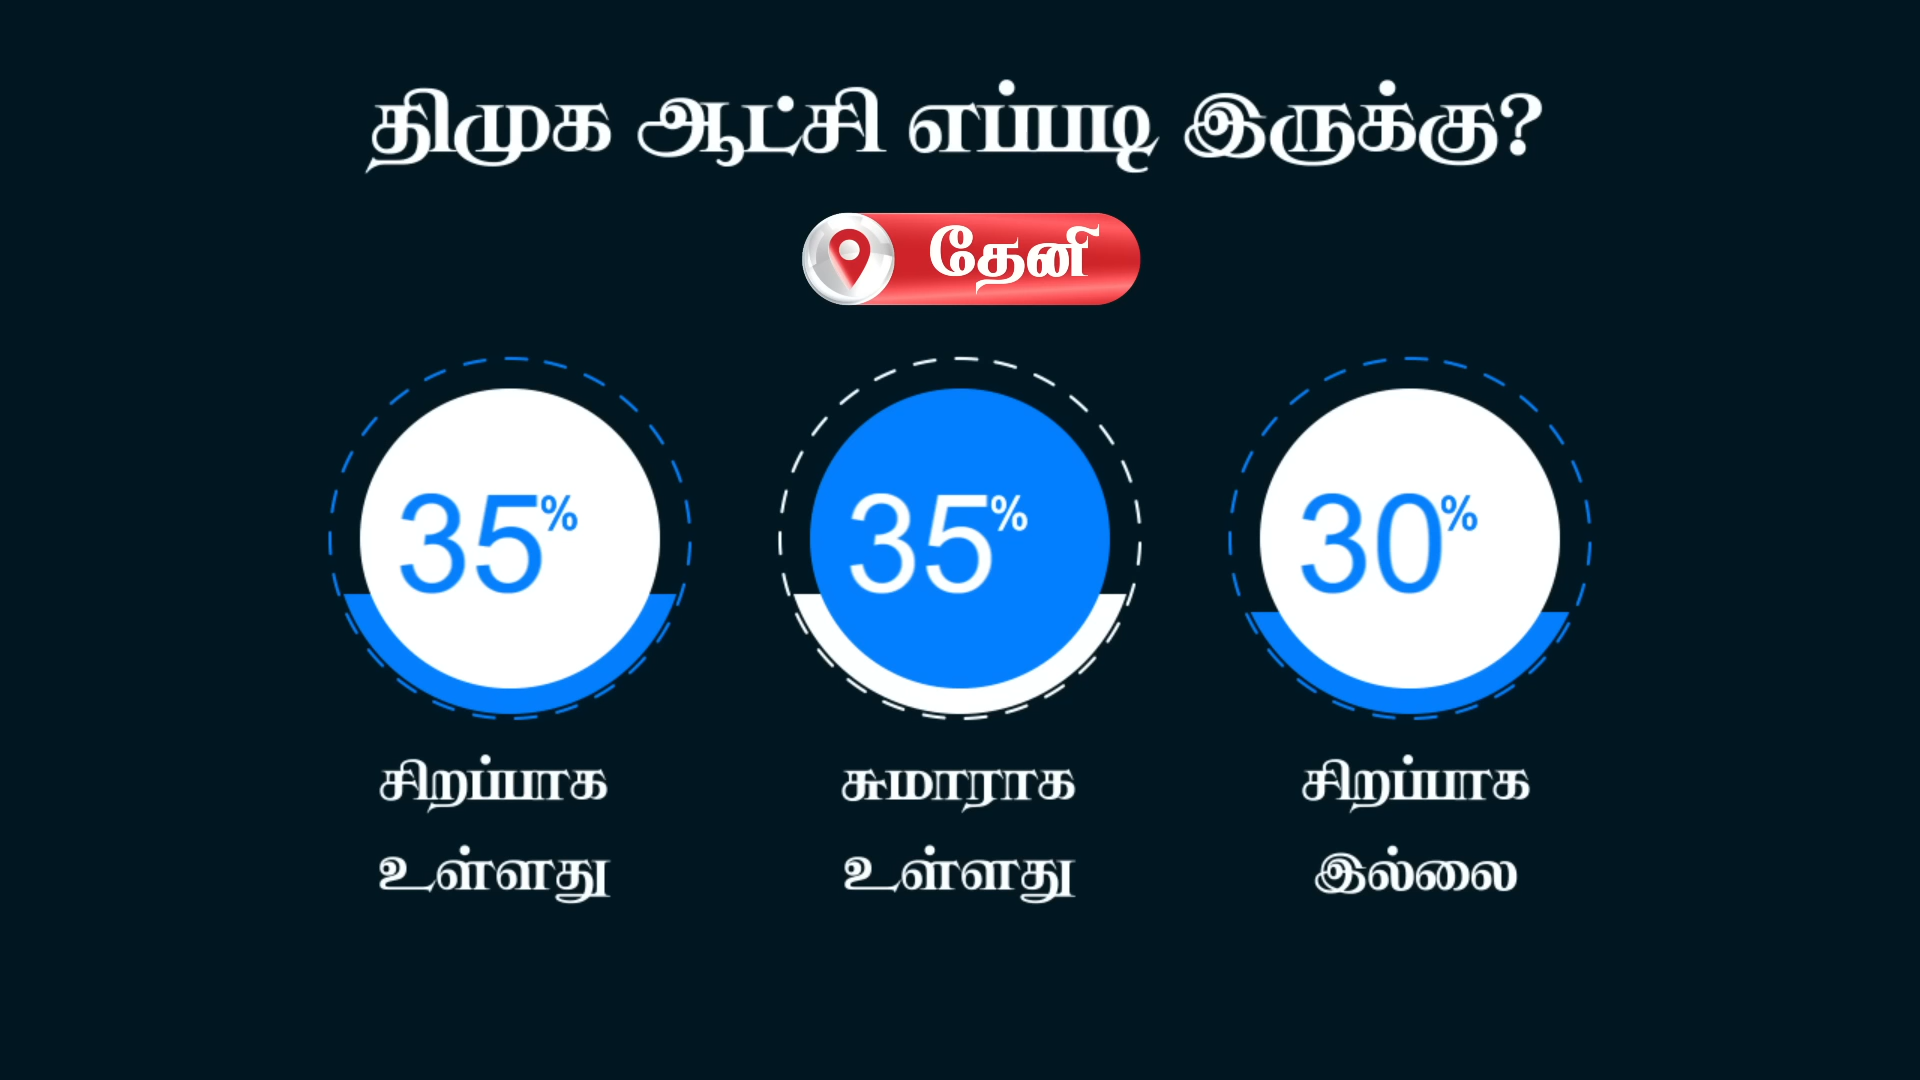 திமுக ஆட்சி எப்படி இருக்கு?
தேனி
35% 35% 30%
சிறப்பாக சுமாராக சிறப்பாக
உள்ளது உள்ளது இல்லை